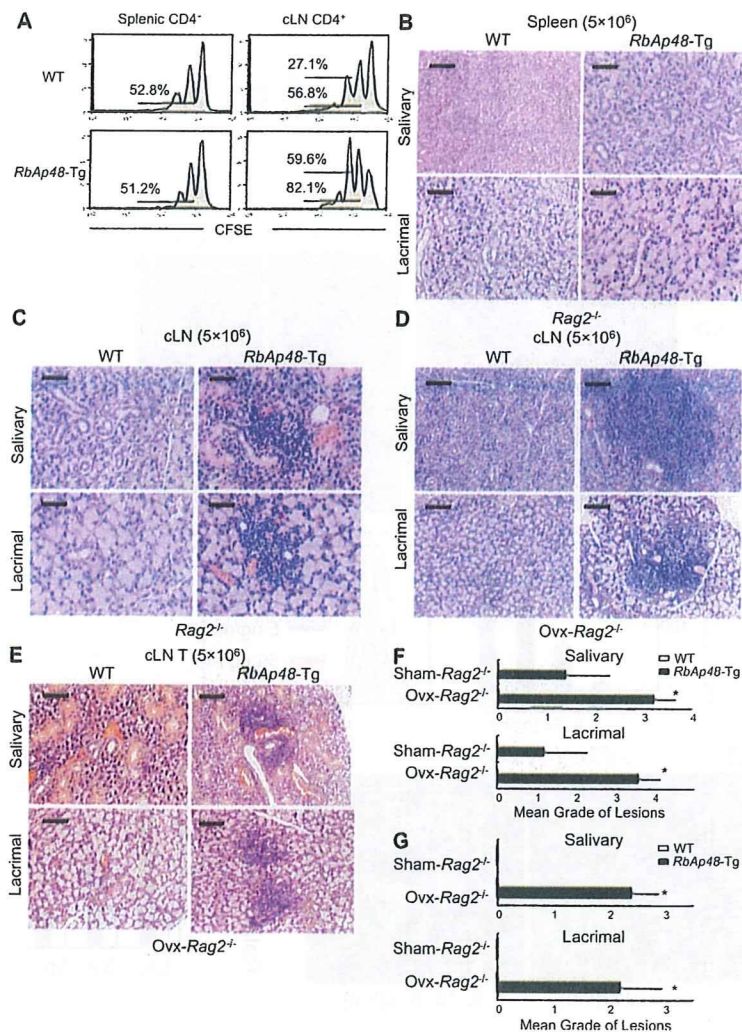 A
Splenic CD4⁻ cLN CD4⁺
WT
52.8%
27.1%
56.8%
RbAp48-Tg
51.2%
59.6%
82.1%
CFSE
B
Spleen (5×10⁶)
WT RbAp48-Tg
Salivary
Lacrimal
Rag2⁻/⁻
C
cLN (5×10⁶)
WT RbAp48-Tg
Salivary
Lacrimal
Rag2⁻/⁻
D
cLN (5×10⁶)
WT RbAp48-Tg
Salivary
Lacrimal
Ovx-Rag2⁻/⁻
E
cLN T (5×10⁶)
WT RbAp48-Tg
Salivary
Lacrimal
Ovx-Rag2⁻/⁻
F
Salivary
WT
RbAp48-Tg
Sham-Rag2⁻/⁻
Ovx-Rag2⁻/⁻
*
0 1 2 3 4
Lacrimal
Sham-Rag2⁻/⁻
Ovx-Rag2⁻/⁻
*
0 1 2 3 4
Mean Grade of Lesions
G
Salivary
WT
RbAp48-Tg
Sham-Rag2⁻/⁻
Ovx-Rag2⁻/⁻
*
0 1 2 3
Lacrimal
Sham-Rag2⁻/⁻
Ovx-Rag2⁻/⁻
*
0 1 2 3
Mean Grade of Lesions